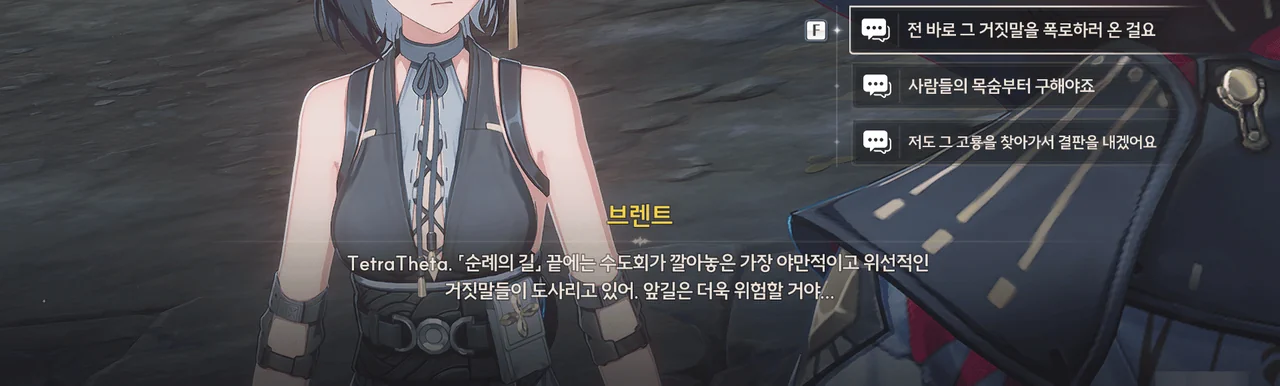 F
전 바로 그 거짓말을 폭로하러 온 걸요
사람들의 목숨부터 구해야죠
저도 그 고룡을 찾아가서 결판을 내겠어요
브렌트
TetraTheta. 「순례의 길」 끝에는 수도회가 깔아놓은 가장 야만적이고 위선적인
거짓말들이 도사리고 있어. 앞길은 더욱 위험할 거야...